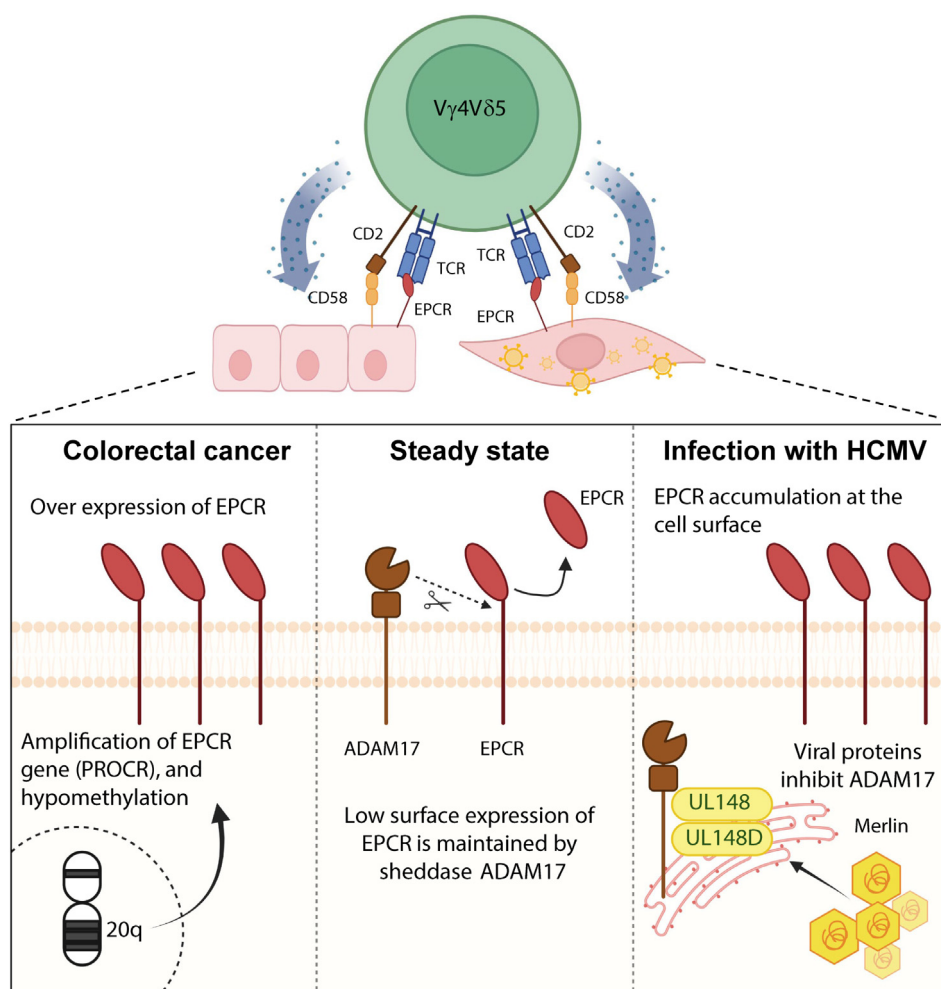 Vγ4Vδ5
CD2
TCR
CD58
EPCR
CD2
TCR
CD58
EPCR
Colorectal cancer
Over expression of EPCR
Amplification of EPCR
gene (PROCR), and
hypomethylation
20q
Steady state
EPCR
ADAM17
EPCR
Low surface expression of
EPCR is maintained by
sheddase ADAM17
Infection with HCMV
EPCR accumulation at the
cell surface
Viral proteins
inhibit ADAM17
UL148
UL148D
Merlin